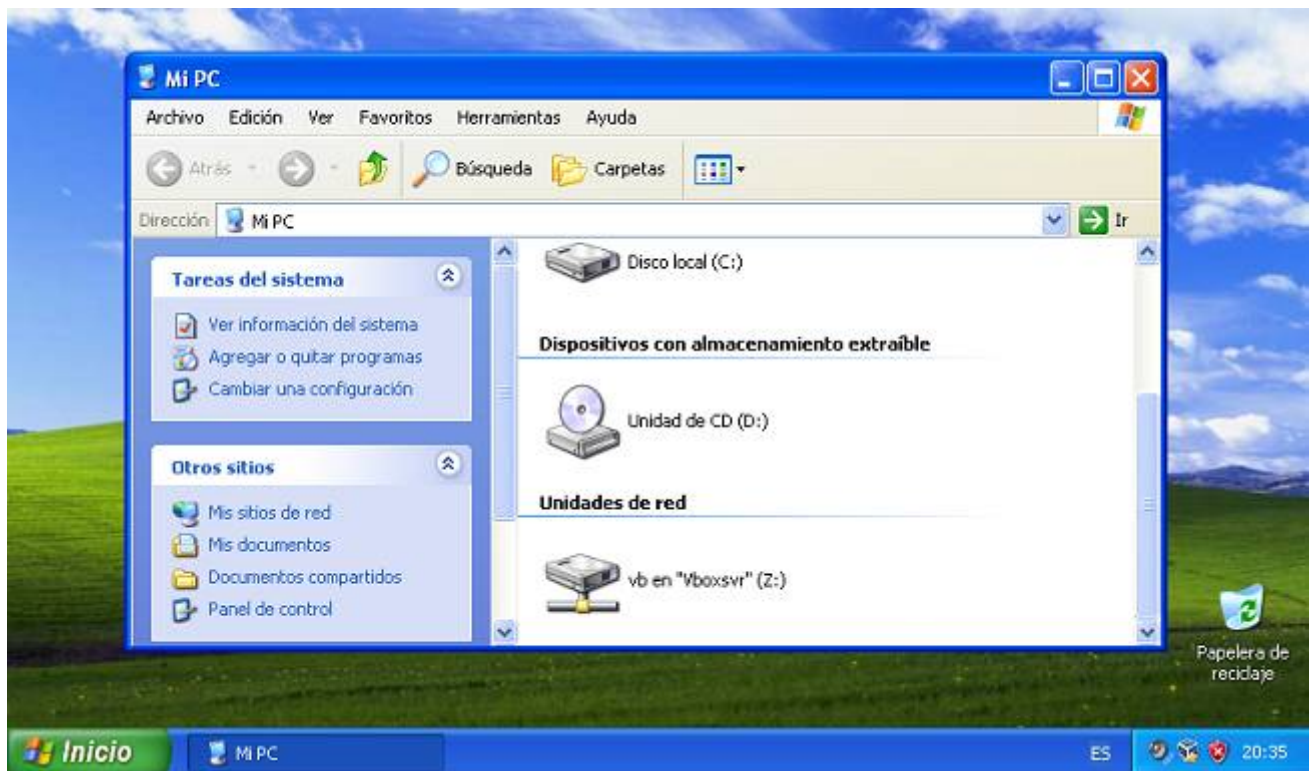 Mi PC
Archivo Edición Ver Favoritos Herramientas Ayuda
Atrás Búsqueda Carpetas
Dirección Mi PC Ir
Tareas del sistema
Ver información del sistema
Agregar o quitar programas
Cambiar una configuración
Otros sitios
Mis sitios de red
Mis documentos
Documentos compartidos
Panel de control
Disco local (C:)
Dispositivos con almacenamiento extraíble
Unidad de CD (D:)
Unidades de red
vb en "Vboxsvr" (Z:)
Papelera de
reciclaje
Inicio Mi PC ES 20:35